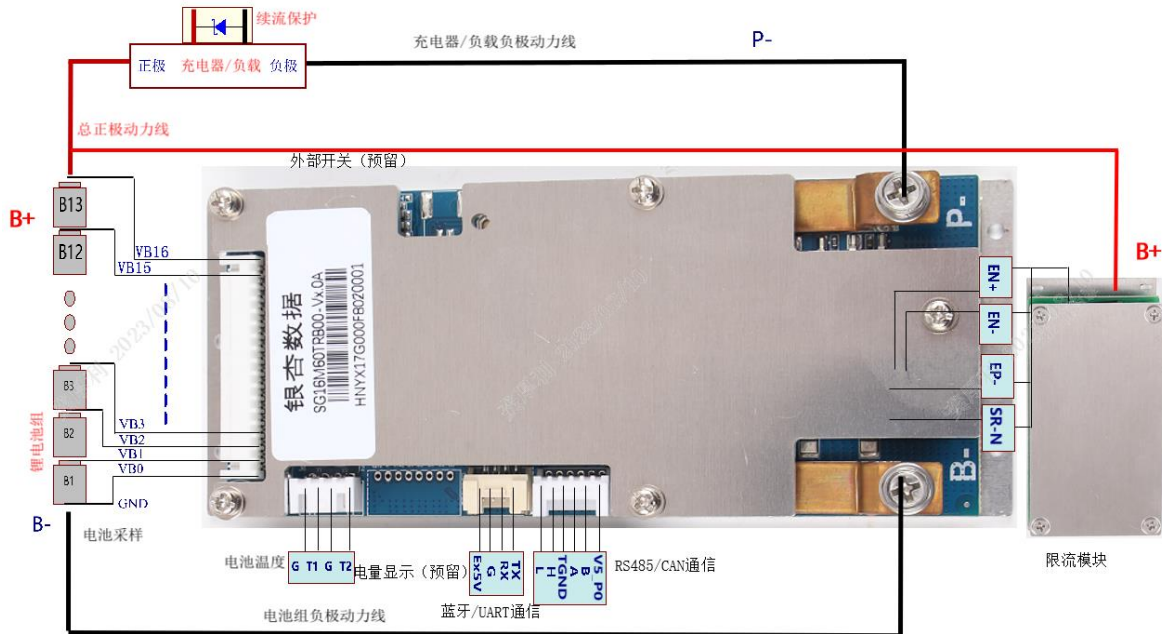 续流保护
正极 充电器/负载 负极
充电器/负载负极动力线
P-
总正极动力线
外部开关（预留）
B+
B13
B12
VB16
VB15
B3
B2
B1
VB3
VB2
VB1
VB0
GND
锂电池组
B-
电池采样
银杏数据
SG16M60TRB00-Vx.0A
HNYX17G000FB020001
P-
B-
EN+
EN-
EP-
SR-N
B+
限流模块
电池温度
G T1 G T2
电量显示（预留）
Ex5V
G
RX
TX
蓝牙/UART通信
L
H
TGND
A
B
V5_P0
RS485/CAN通信
电池组负极动力线